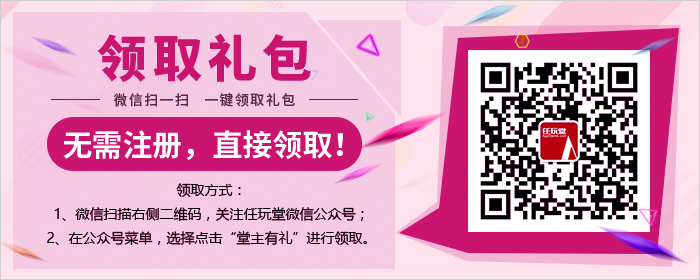 领取礼包
微信扫一扫 一键领取礼包
无需注册，直接领取！
领取方式：
1、微信扫描右侧二维码，关注任玩堂微信公众号；
2、在公众号菜单，选择点击“堂主有礼”进行领取。
任玩堂